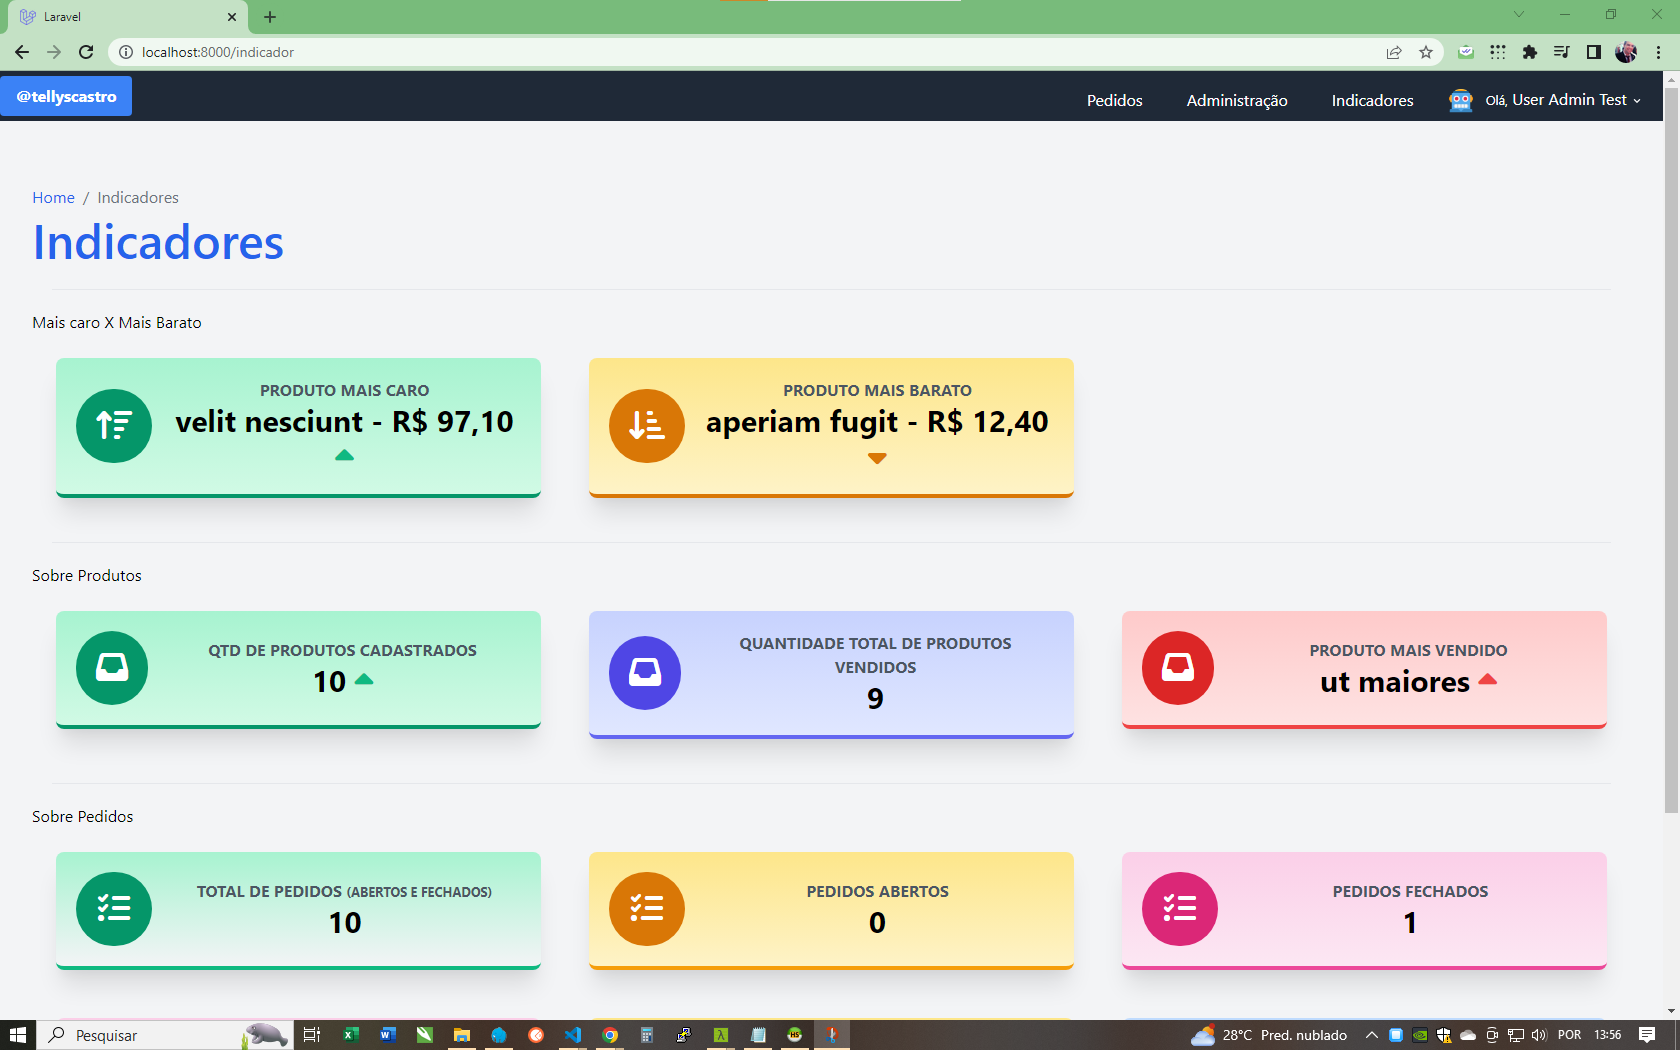 Laravel
localhost:8000/indicador
@tellyscastro
Pedidos
Administração
Indicadores
Olá, User Admin Test
Home / Indicadores
Indicadores
Mais caro X Mais Barato
PRODUTO MAIS CARO
velit nesciunt - R$ 97,10
PRODUTO MAIS BARATO
aperiam fugit - R$ 12,40
Sobre Produtos
QTD DE PRODUTOS CADASTRADOS
10
QUANTIDADE TOTAL DE PRODUTOS
VENDIDOS
9
PRODUTO MAIS VENDIDO
ut maiores
Sobre Pedidos
TOTAL DE PEDIDOS (ABERTOS E FECHADOS)
10
PEDIDOS ABERTOS
0
PEDIDOS FECHADOS
1
Pesquisar
28°C Pred. nublado
POR
13:56